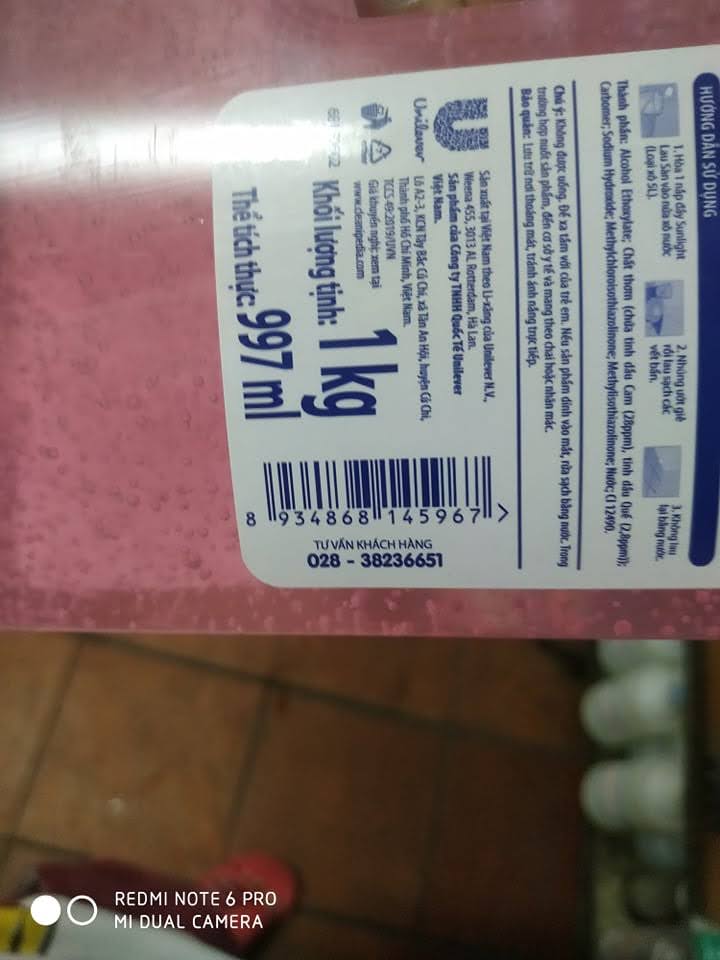 HƯỚNG DẪN SỬ DỤNG
1. Hòa 1 nắp đầy Sunlight
Lau Sàn vào nửa xô nước
(Loại xô 5L).
2. Nhúng ướt giẻ
rồi lau sạch các
vết bẩn.
3. Không lau
lại bằng nước.
Thành phần: Alcohol Ethoxylate; Chất thơm (chứa tinh dầu Cam (28ppm), tinh dầu Quế (2,8ppm));
Carbomer; Sodium Hydroxide; Methylchloroisothiazolinone; Methylisothiazolinone; Nước; CI 12490.
Chú ý: Không được uống. Để xa tầm với của trẻ em. Nếu sản phẩm dính vào mắt, rửa sạch bằng nước. Trong
trường hợp nuốt sản phẩm, đến cơ sở y tế và mang theo chai hoặc nhãn mác.
Bảo quản: Lưu trữ nơi thoáng mát, tránh ánh nắng trực tiếp.
Unilever
Sản xuất tại Việt Nam theo Li-xăng của Unilever N.V.,
Weena 455, 3013 AL Rotterdam, Hà Lan.
Sản phẩm của Công ty TNHH Quốc Tế Unilever
Việt Nam.
Lô A2-3, KCN Tây Bắc Củ Chi, xã Tân An Hội, huyện Củ Chi,
Thành phố Hồ Chí Minh, Việt Nam.
TCCS 49:2019/UVN
Giá khuyến nghị: xem tại
www.cleanipedia.com
Khối lượng tịnh: 1 kg
Thể tích thực: 997 ml
8 934868 145967 >
TƯ VẤN KHÁCH HÀNG
028 - 38236651
REDMI NOTE 6 PRO
MI DUAL CAMERA